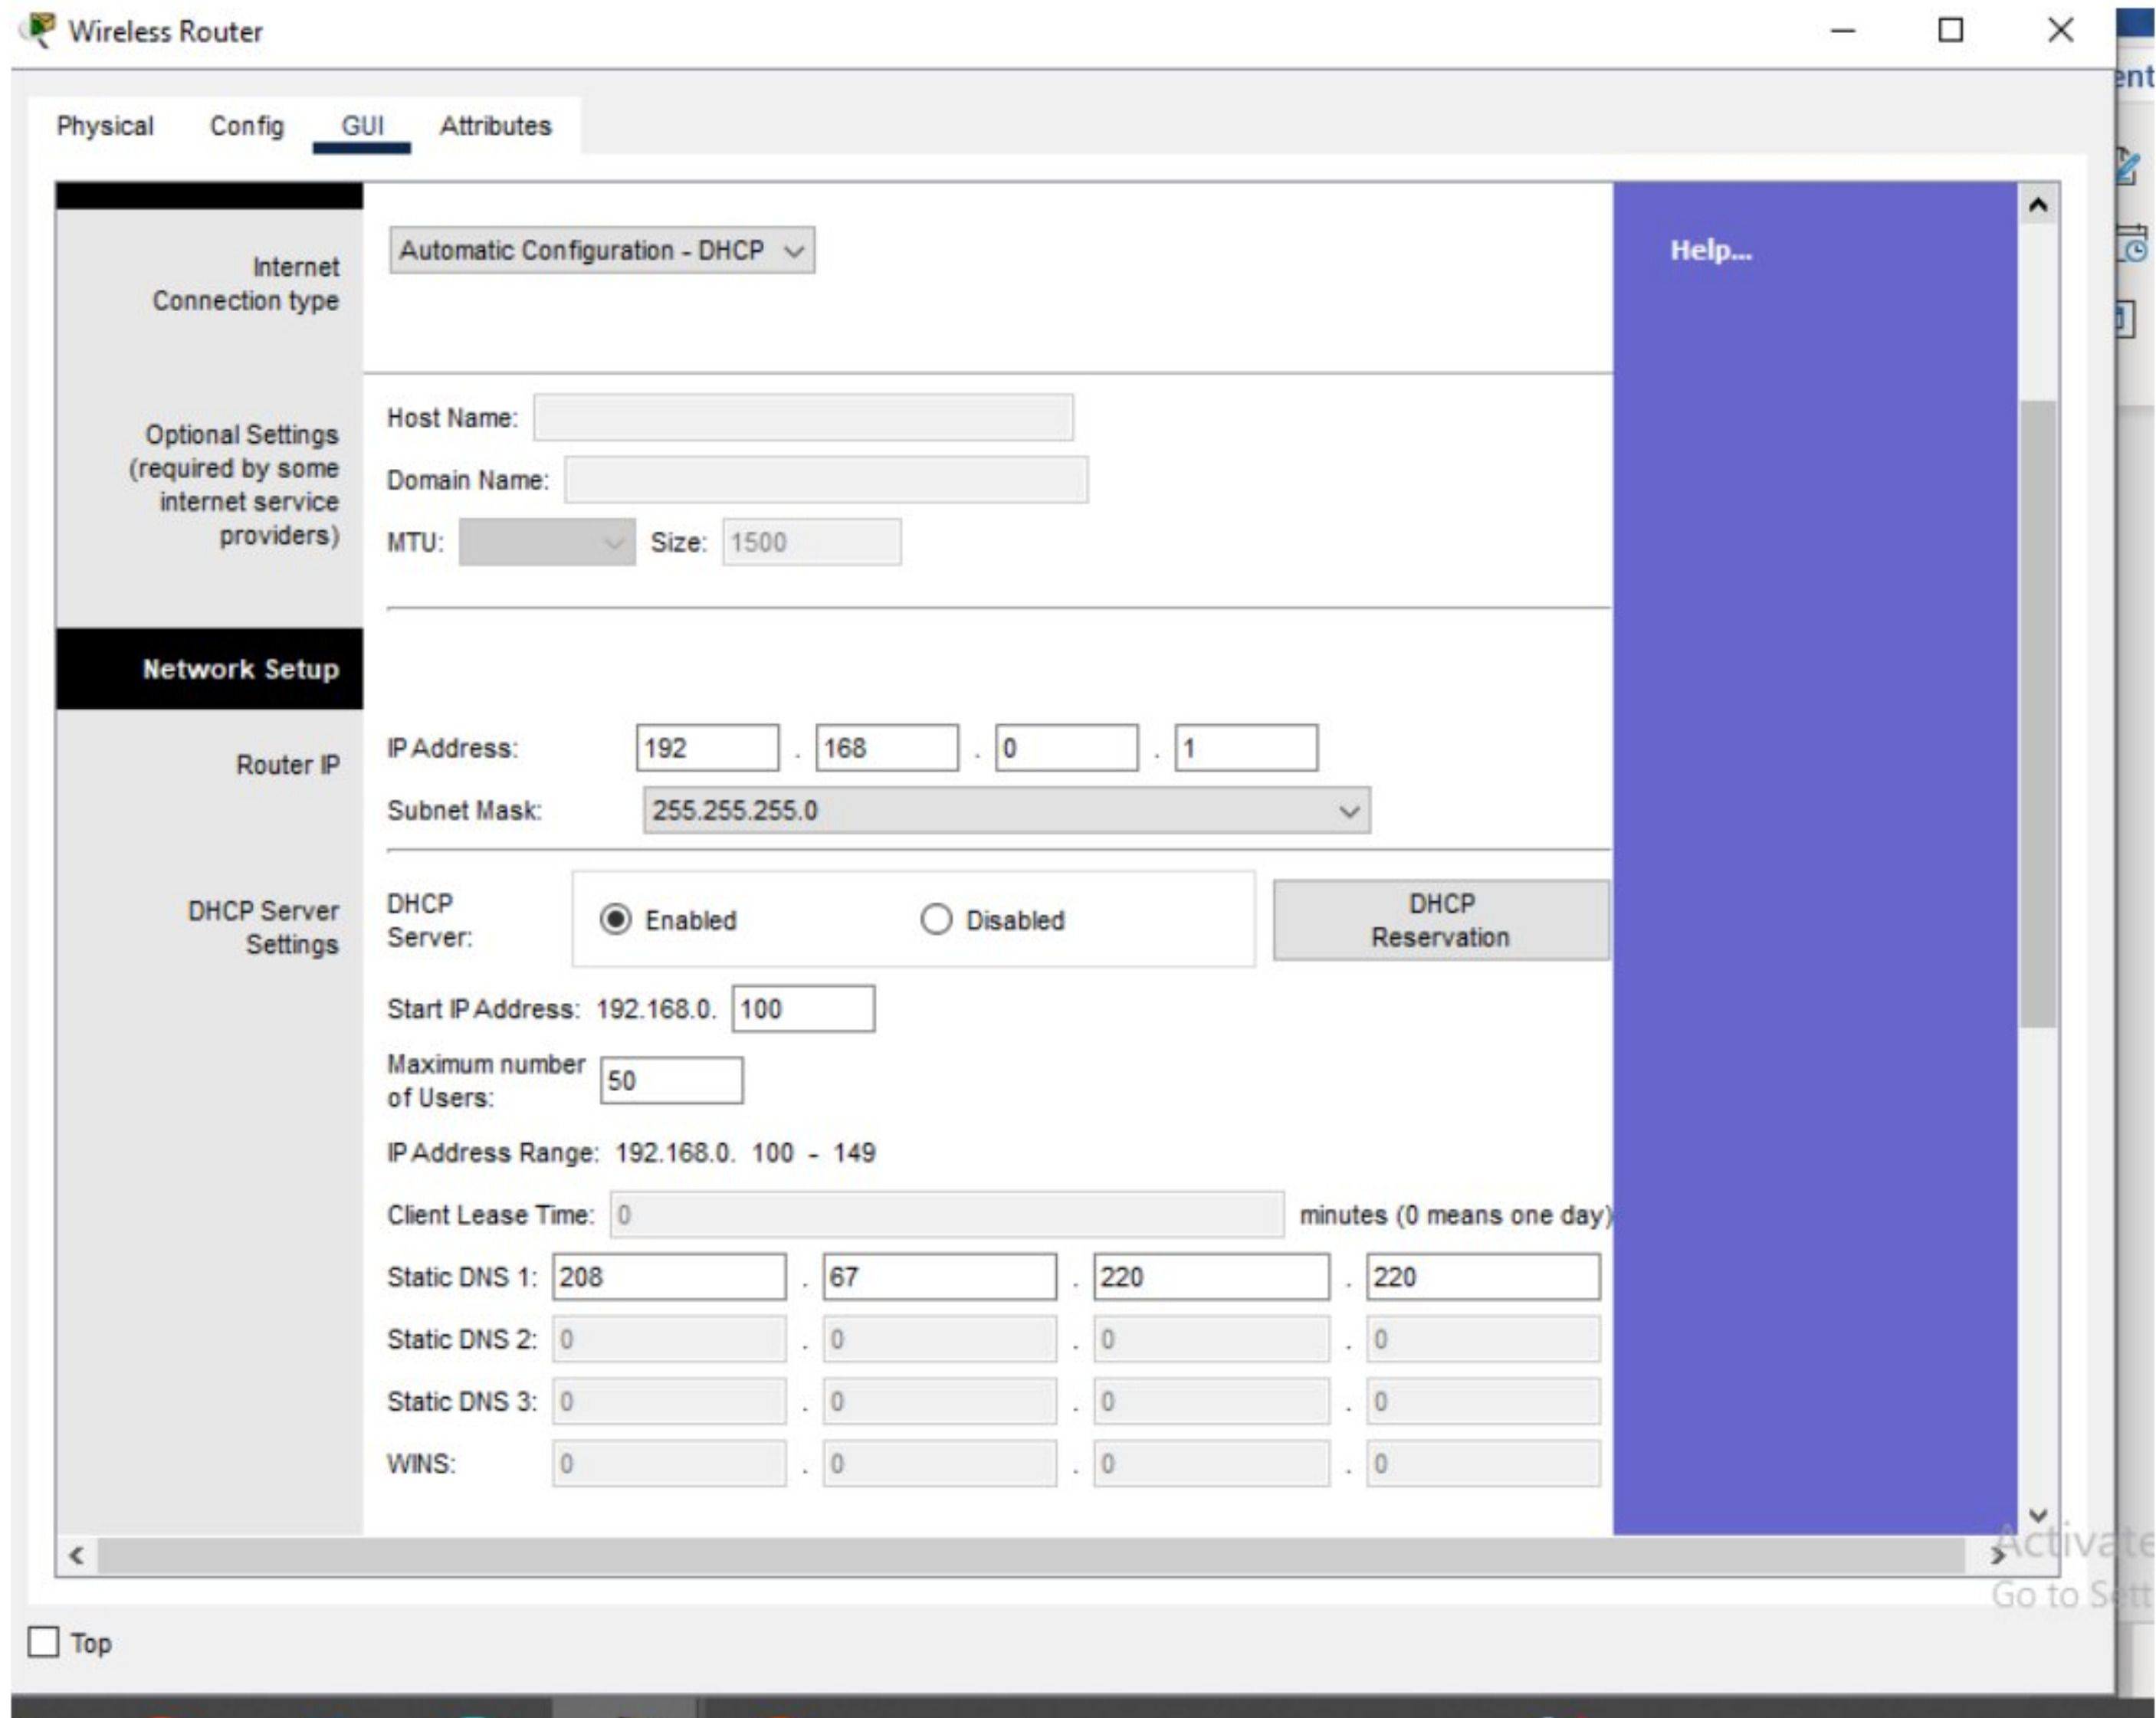 Wireless Router
Physical Config GUI Attributes
Internet
Connection type
Automatic Configuration - DHCP
Help...
Optional Settings
(required by some
internet service
providers)
Host Name:
Domain Name:
MTU: Size: 1500
Network Setup
Router IP
IP Address: 192 . 168 . 0 . 1
Subnet Mask: 255.255.255.0
DHCP Server
Settings
DHCP
Server:
Enabled Disabled
DHCP
Reservation
Start IP Address: 192.168.0. 100
Maximum number
of Users:
50
IP Address Range: 192.168.0. 100 - 149
Client Lease Time: 0 minutes (0 means one day)
Static DNS 1: 208 . 67 . 220 . 220
Static DNS 2: 0 . 0 . 0 . 0
Static DNS 3: 0 . 0 . 0 . 0
WINS: 0 . 0 . 0 . 0
Activate
Go to Sett
Top
ent